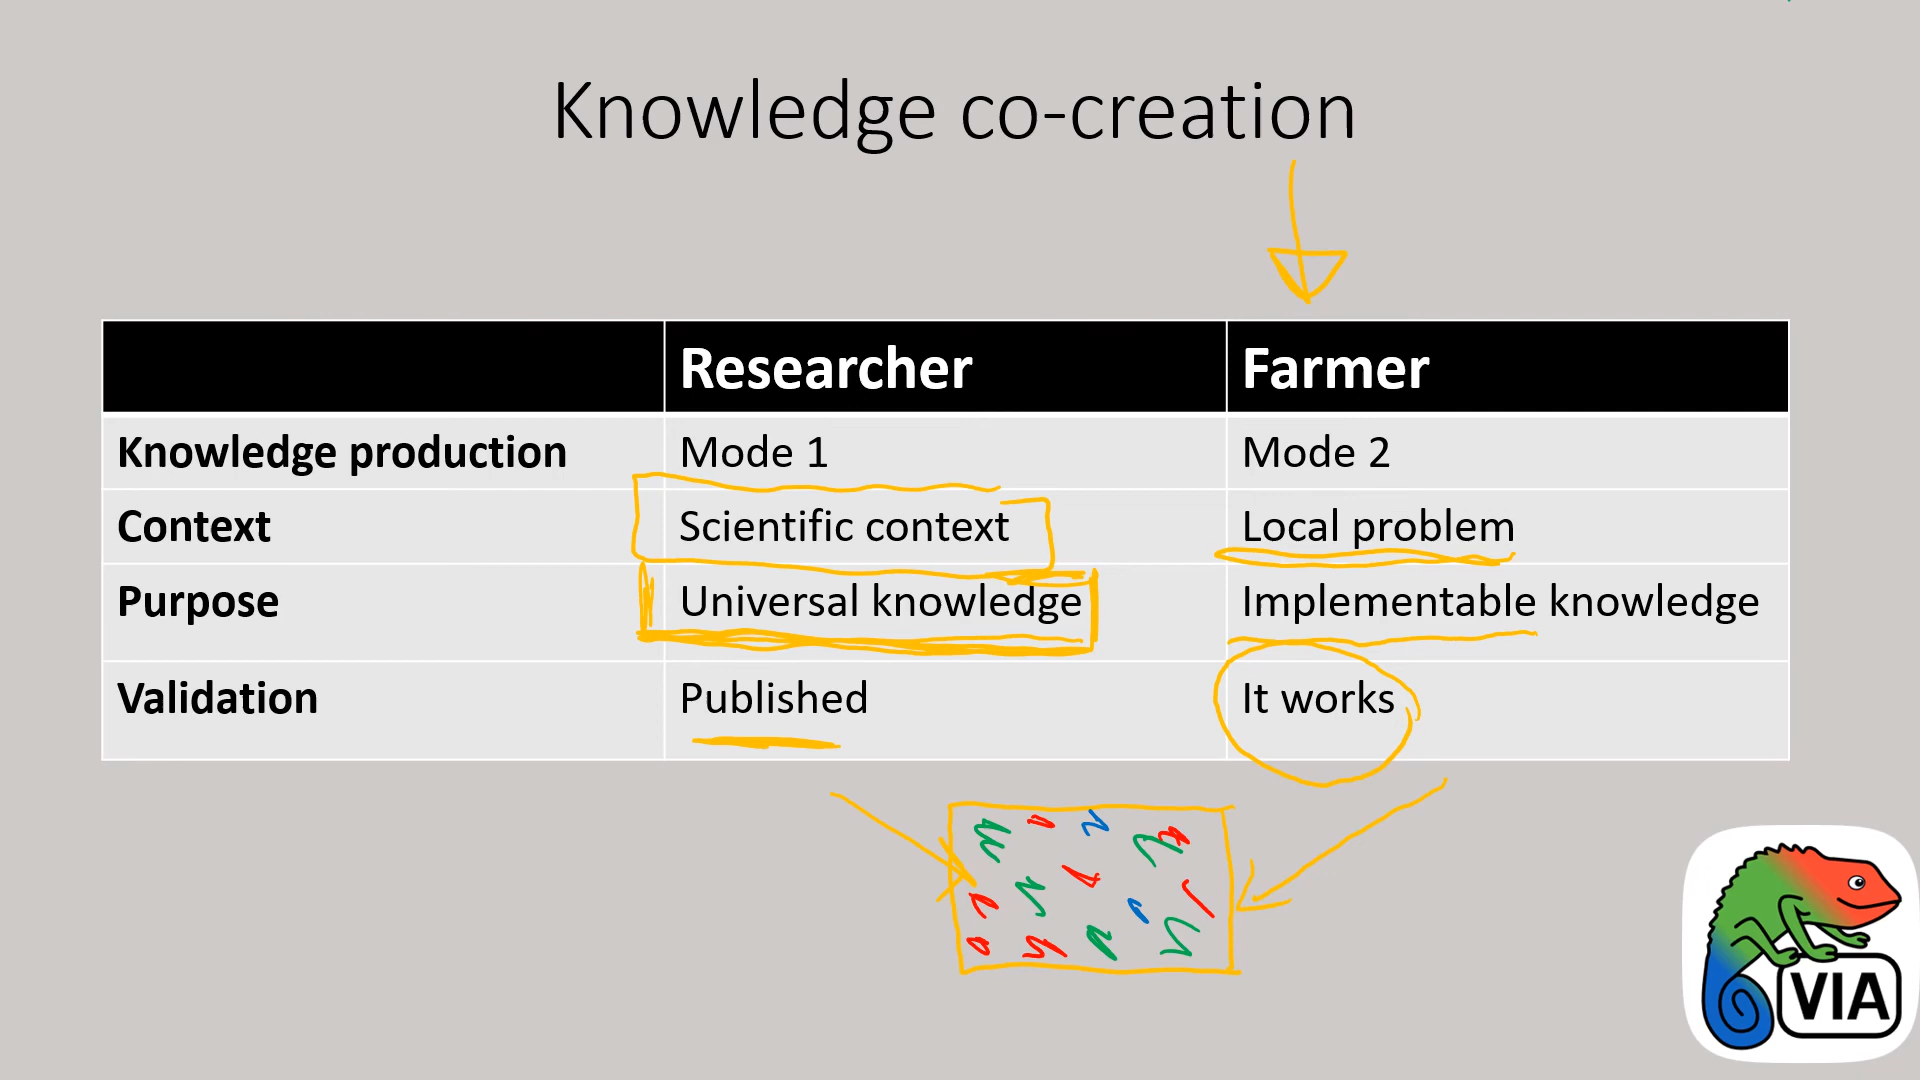 Knowledge co-creation
Researcher Farmer
Knowledge production Mode 1 Mode 2
Context Scientific context Local problem
Purpose Universal knowledge Implementable knowledge
Validation Published It works
VIA